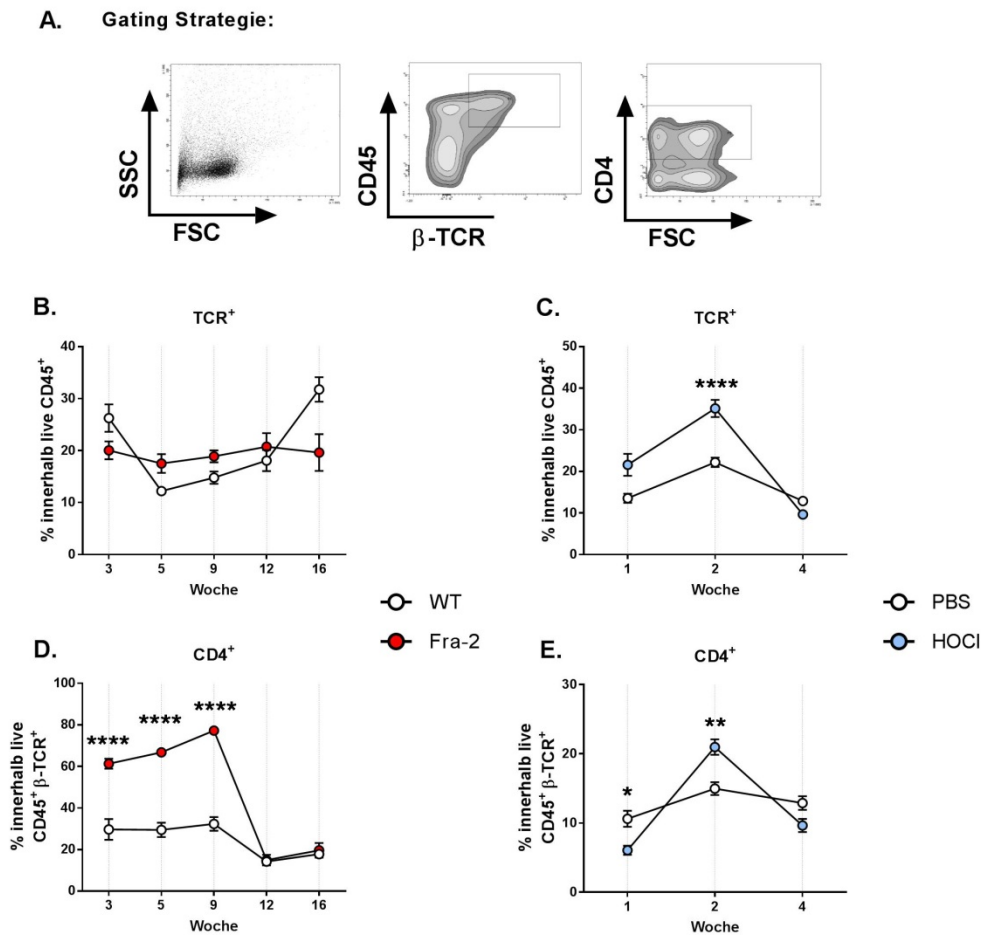 A. Gating Strategie:
SSC
FSC
CD45
β-TCR
CD4
FSC
B.
TCR⁺
% innerhalb live CD45⁺
40
30
20
10
0
3 5 9 12 16
Woche
C.
TCR⁺
% innerhalb live CD45⁺
50
40
30
20
10
0
****
1 2 4
Woche
WT
Fra-2
PBS
HOCl
D.
CD4⁺
% innerhalb live
CD45⁺ β-TCR⁺
100
80
60
40
20
0
**** **** ****
3 5 9 12 16
Woche
E.
CD4⁺
% innerhalb live
CD45⁺ β-TCR⁺
30
20
10
0
* **
1 2 4
Woche